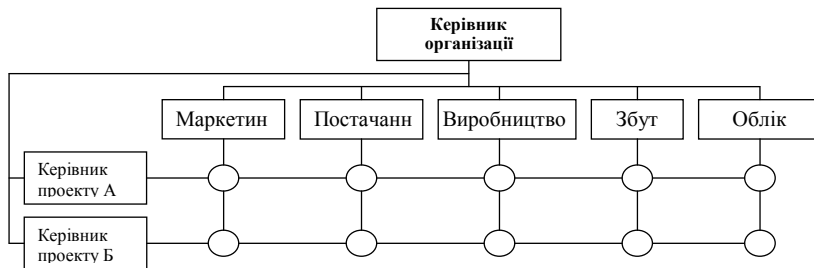 Керівник
організації
Маркетин
Постачанн
Виробництво
Збут
Облік
Керівник
проекту А
Керівник
проекту Б